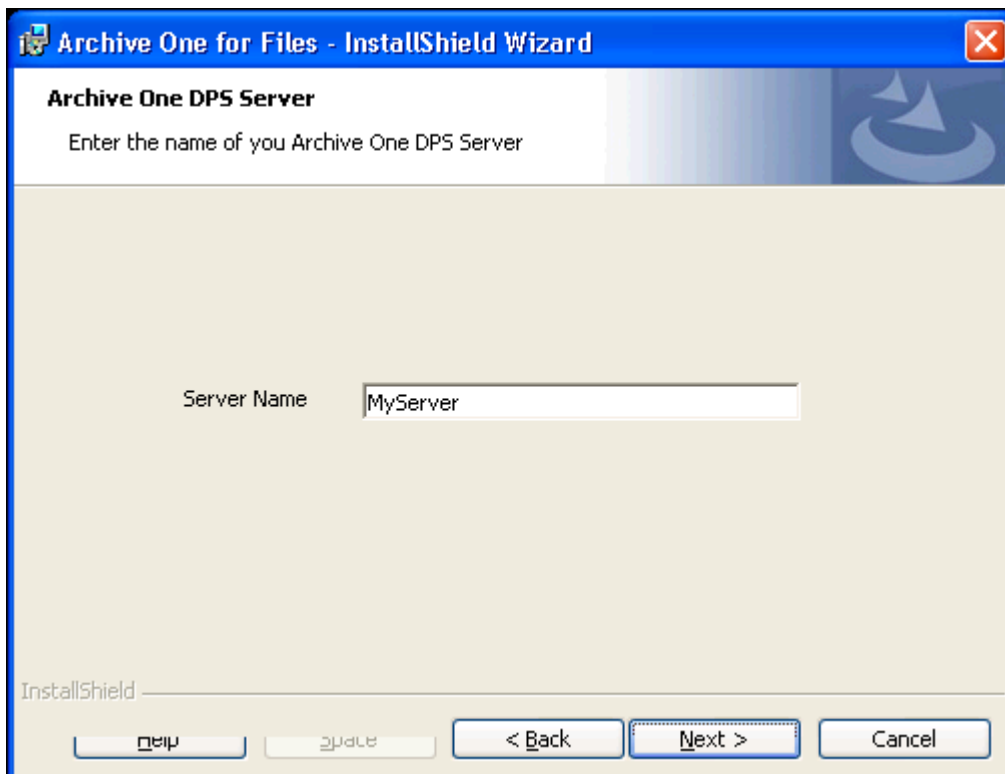 Archive One for Files - InstallShield Wizard
Archive One DPS Server
Enter the name of you Archive One DPS Server
Server Name
MyServer
InstallShield
Help
Space
< Back
Next >
Cancel